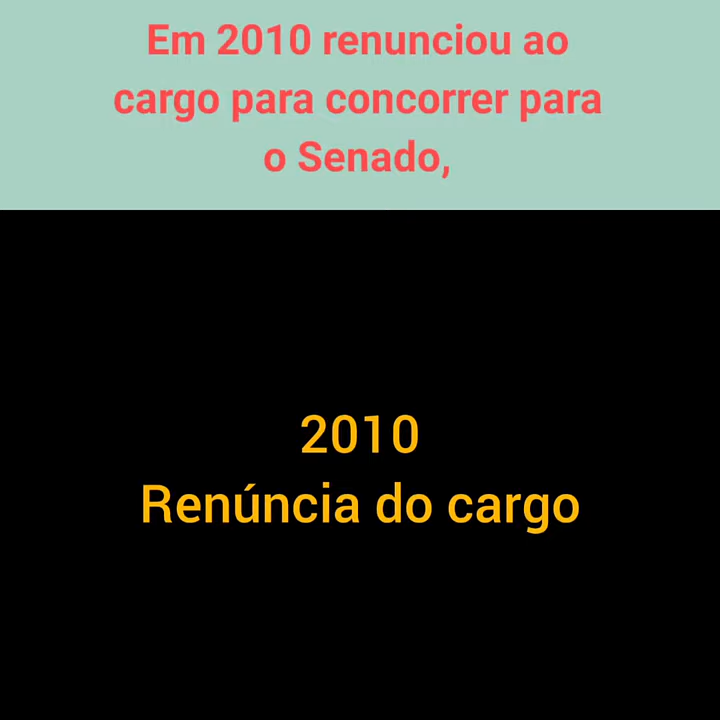 Em 2010 renunciou ao
cargo para concorrer para
o Senado,
2010
Renúncia do cargo